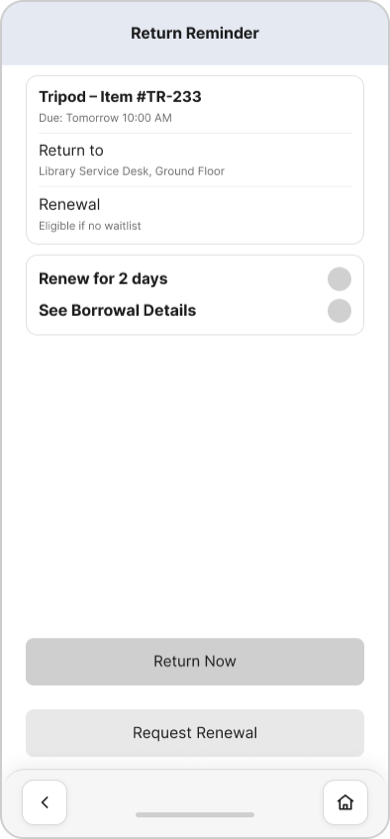 Return Reminder
Tripod – Item #TR-233
Due: Tomorrow 10:00 AM
Return to
Library Service Desk, Ground Floor
Renewal
Eligible if no waitlist
Renew for 2 days
See Borrowal Details
Return Now
Request Renewal